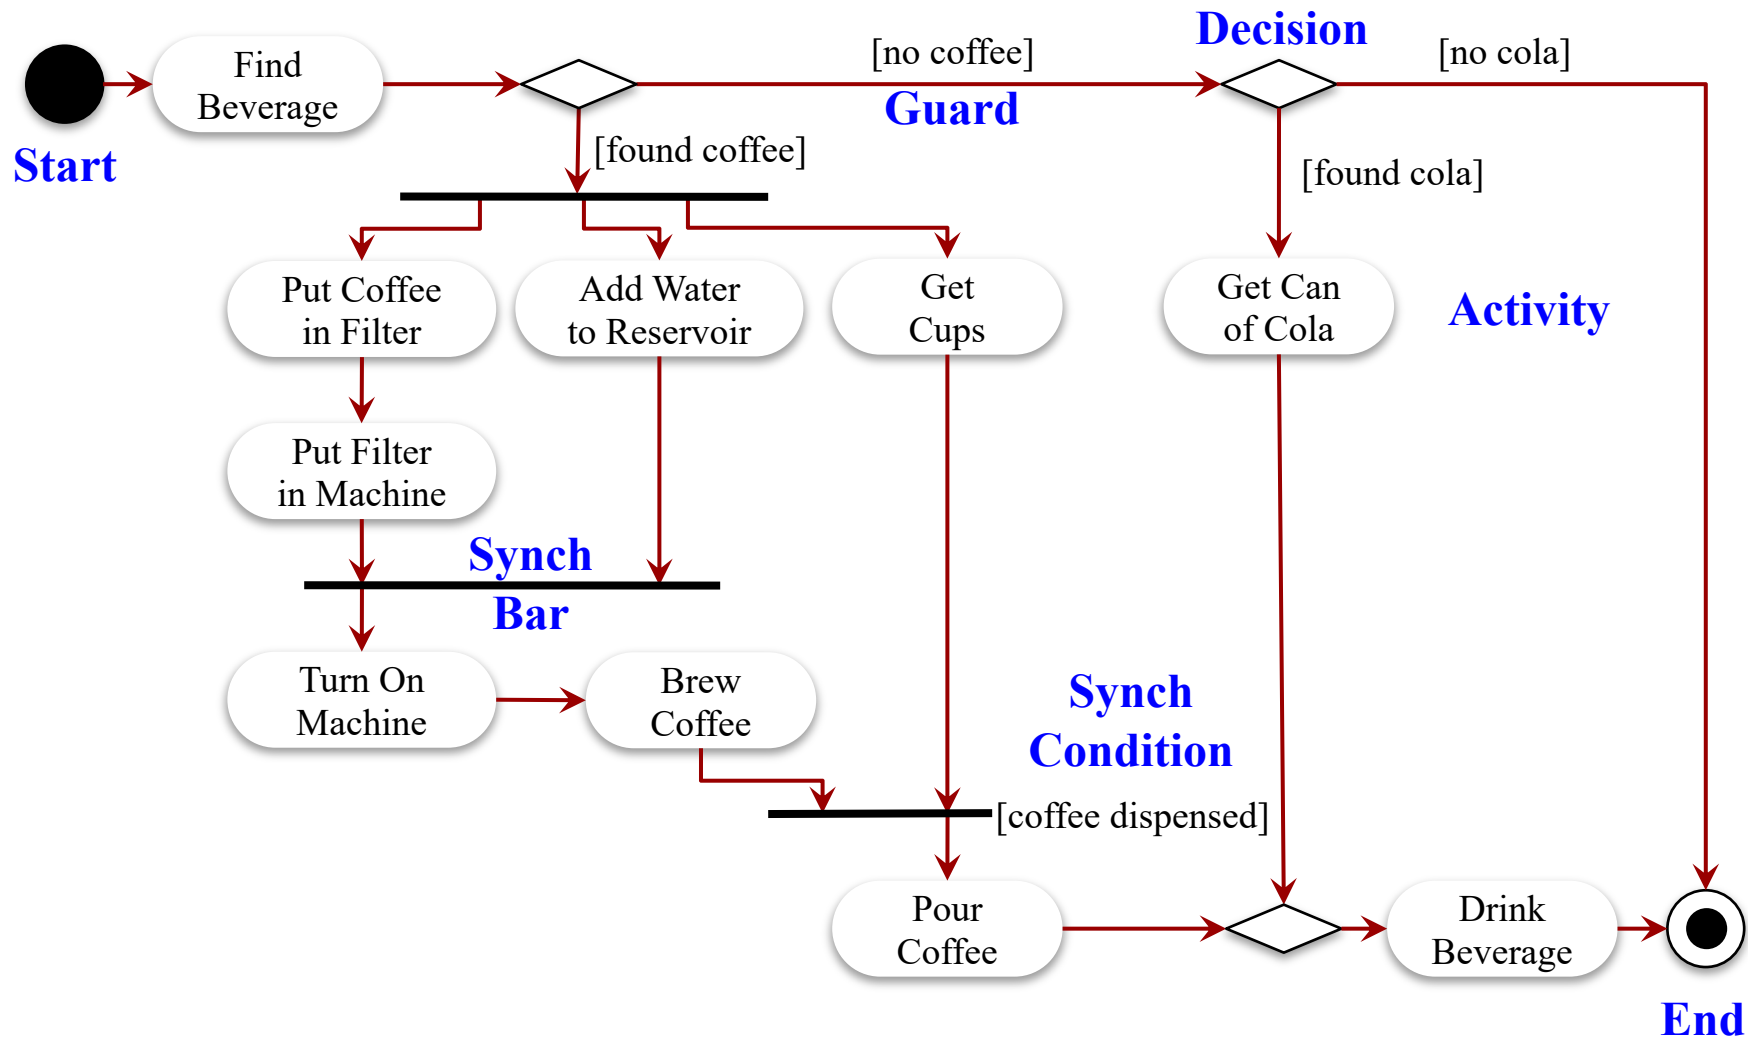 Decision
[no coffee]
[no cola]
Find
Beverage
Guard
Start
[found coffee]
[found cola]
Put Coffee
in Filter
Add Water
to Reservoir
Get
Cups
Get Can
of Cola
Activity
Put Filter
in Machine
Synch
Bar
Turn On
Machine
Brew
Coffee
Synch
Condition
[coffee dispensed]
Pour
Coffee
Drink
Beverage
End